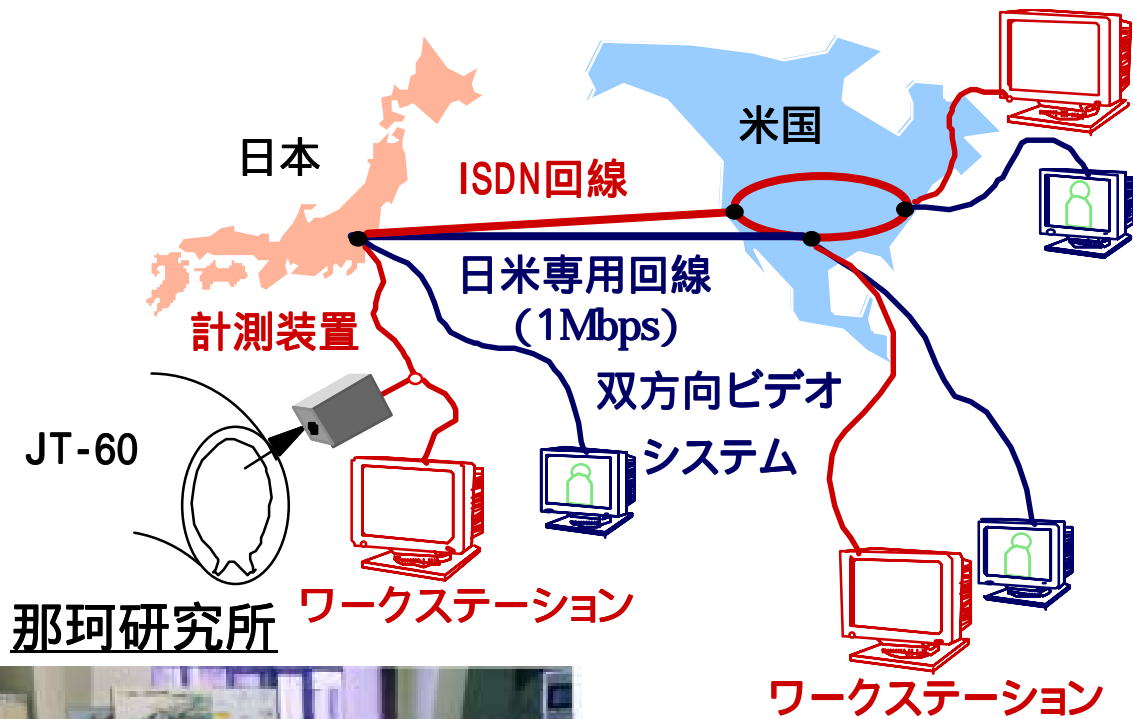 日本
米国
ISDN回線
日米専用回線
(1Mbps)
計測装置
双方向ビデオ
システム
JT-60
ワークステーション
那珂研究所
ワークステーション